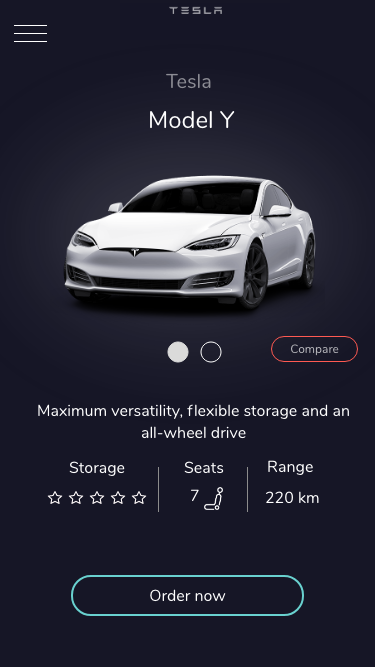 TESLA
Tesla
Model Y
Compare
Maximum versatility, flexible storage and an
all-wheel drive
Storage
Seats
Range
7
220 km
Order now